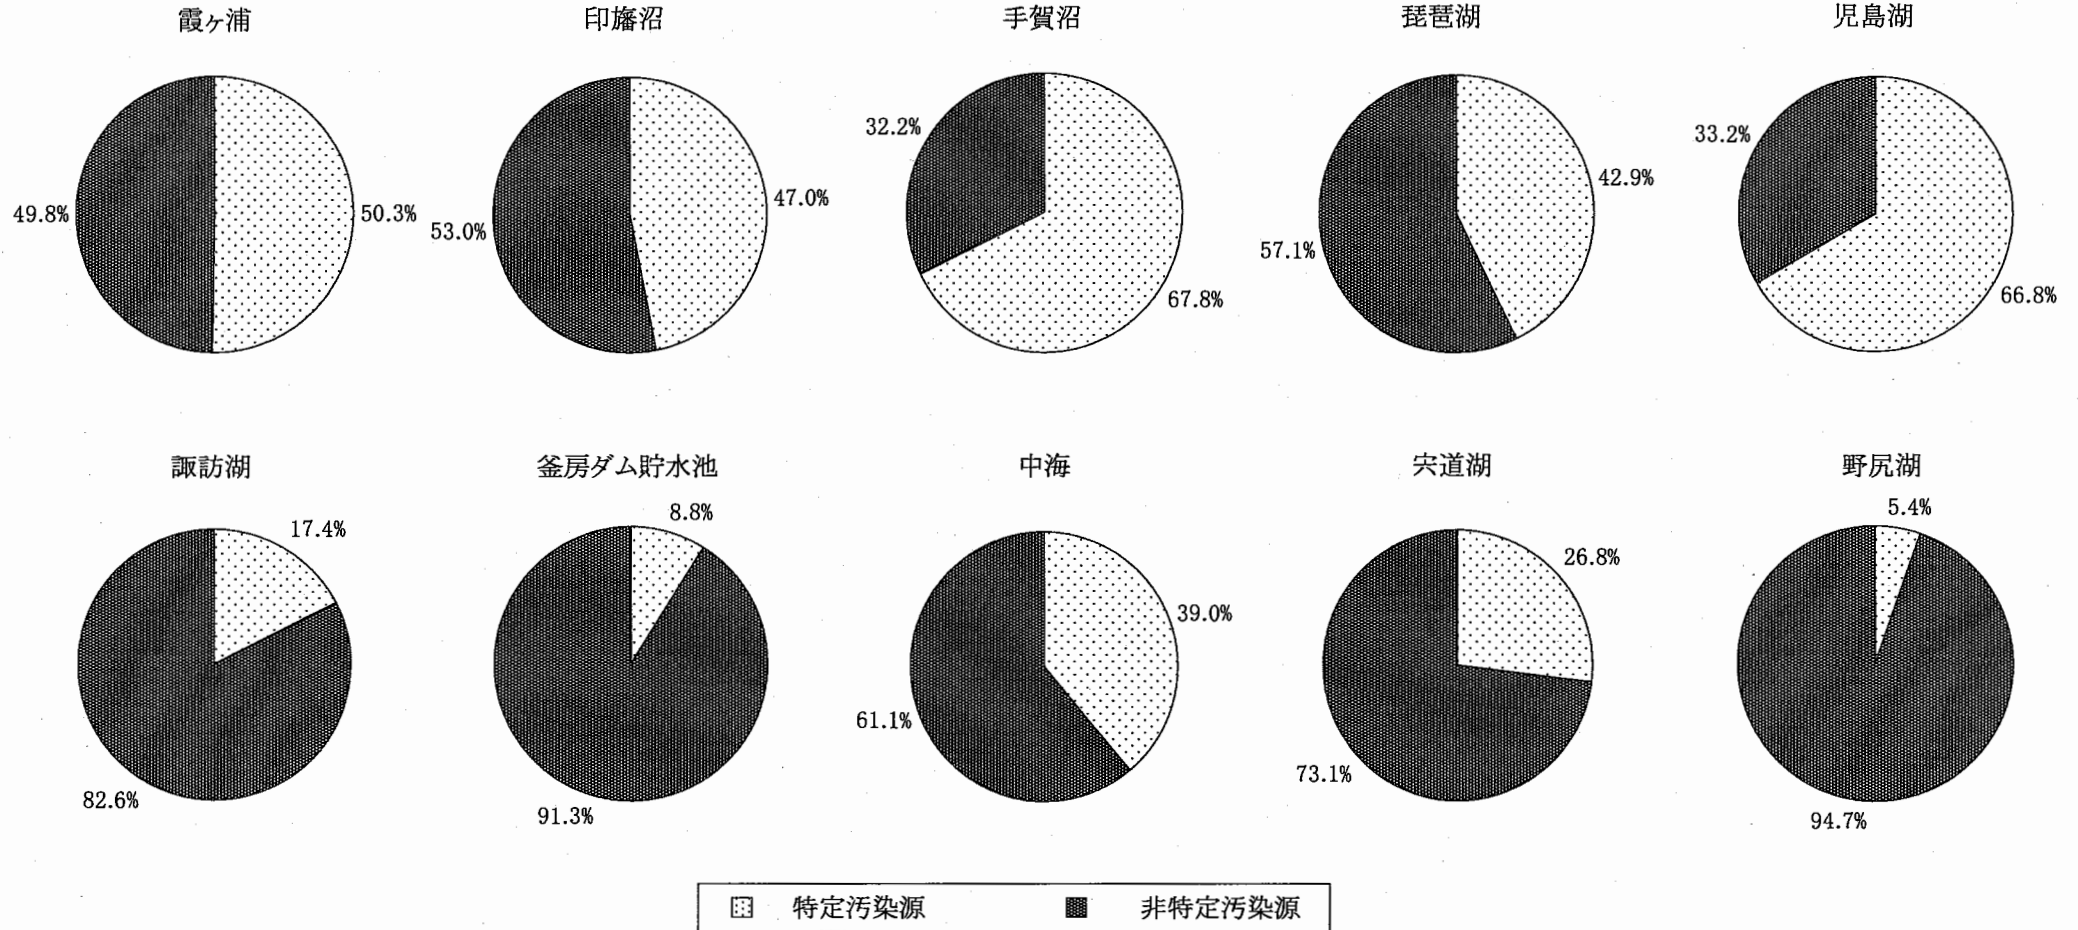 霞ヶ浦
49.8%
50.3%
印旛沼
53.0%
47.0%
手賀沼
32.2%
67.8%
琵琶湖
57.1%
42.9%
児島湖
33.2%
66.8%
諏訪湖
17.4%
82.6%
釜房ダム貯水池
8.8%
91.3%
中海
39.0%
61.1%
宍道湖
26.8%
73.1%
野尻湖
5.4%
94.7%
特定汚染源
非特定汚染源